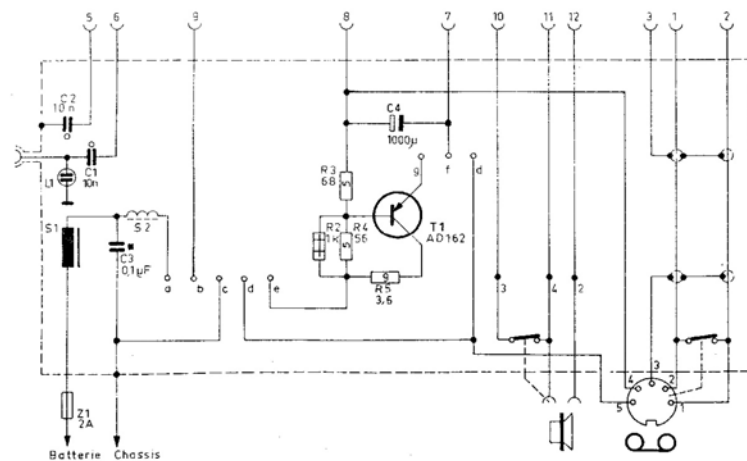 5 6 9 8 7 10 11 12 3 1 2
C2
10n
C4
1000µ
C1
10n
L1
R3
68
g f d
S1
S2
R2
1k
R4
56
T1
AD162
C3
0,1µF
R5
3,6
a b c d e
3 4 2
3
4 2
5 1
Z1
2A
Batterie Chassis